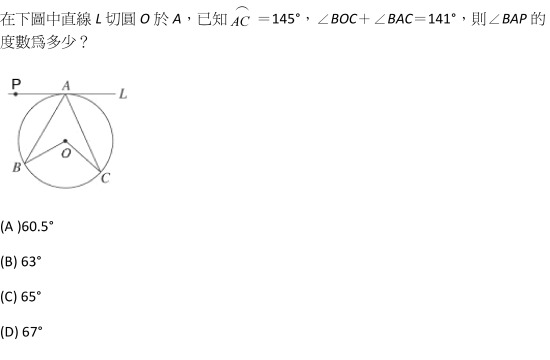 在下圖中直線 L 切圓 O 於 A，已知 AC⌒ =145°，∠BOC＋∠BAC＝141°，則∠BAP 的
度數爲多少？
P
A
L
O
B
C
(A )60.5°
(B) 63°
(C) 65°
(D) 67°